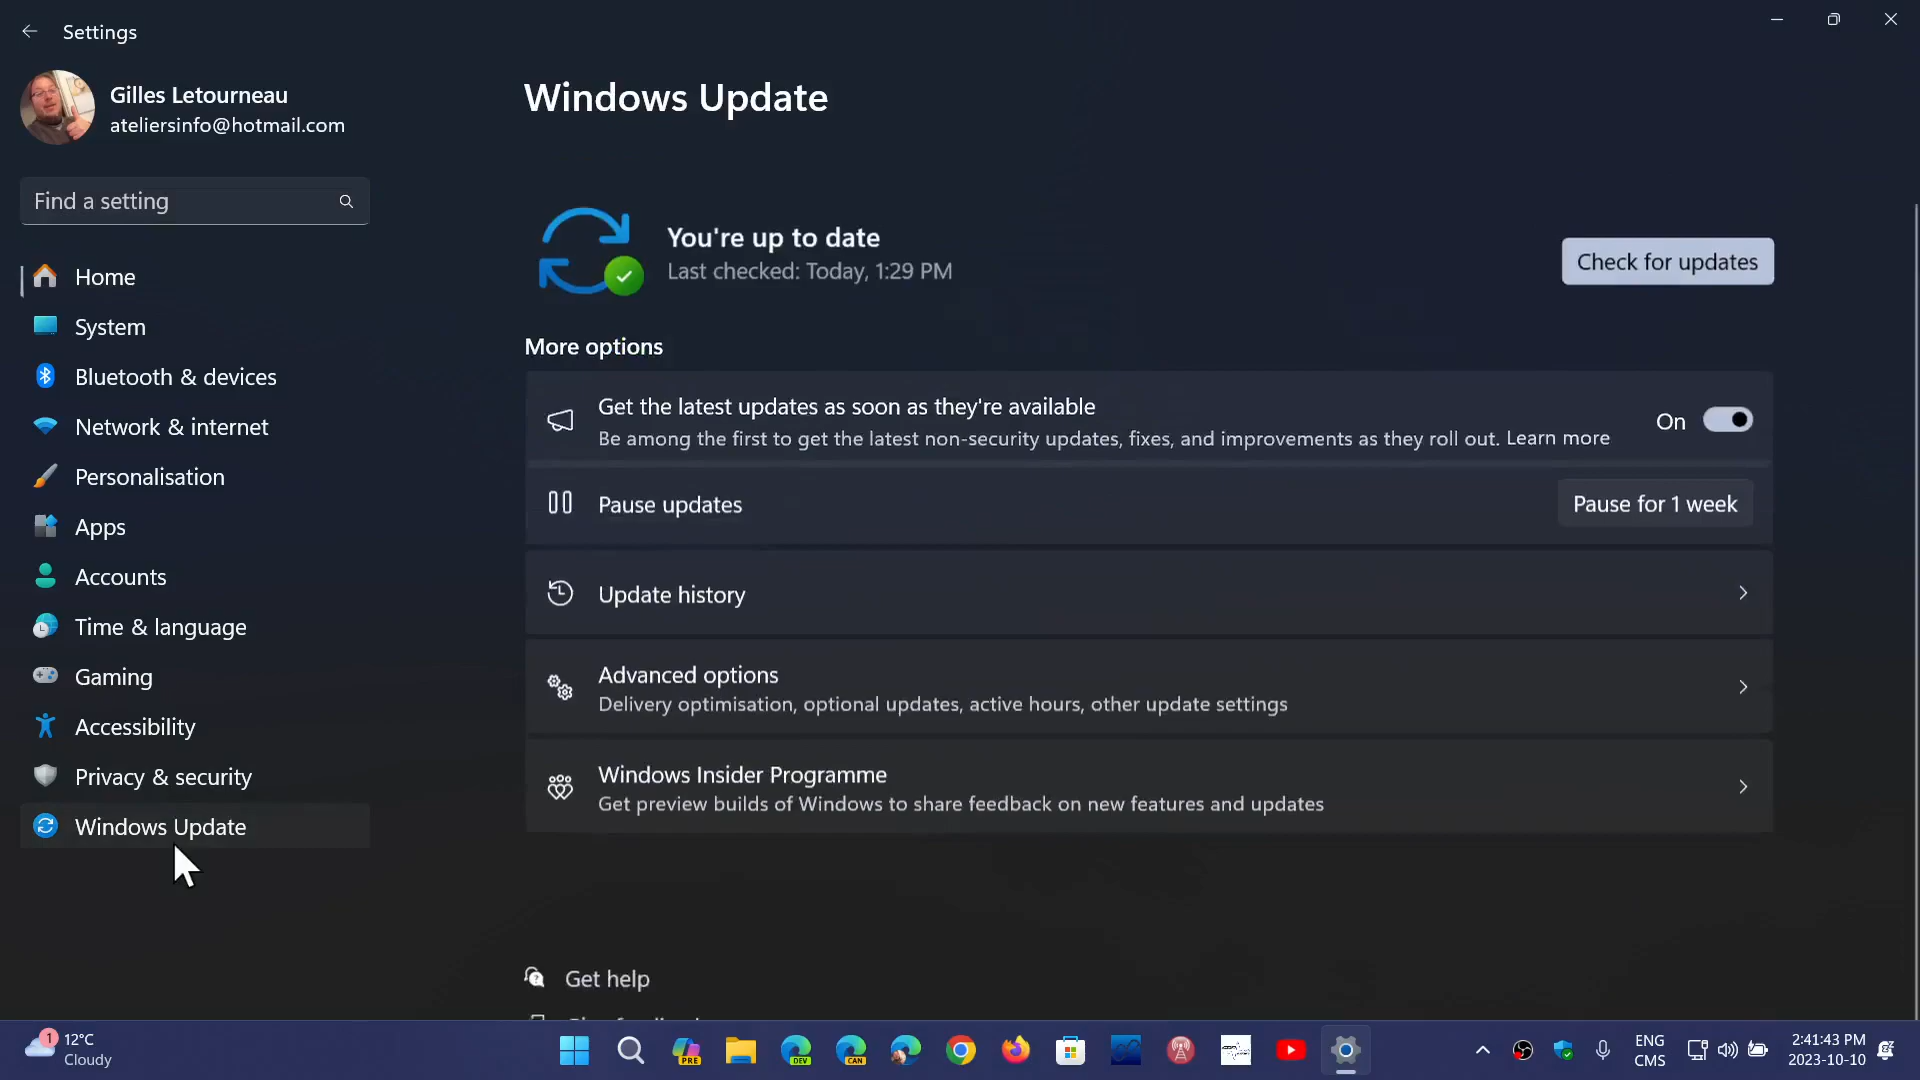 Settings
Gilles Letourneau
ateliersinfo@hotmail.com
Find a setting
Home
System
Bluetooth & devices
Network & internet
Personalisation
Apps
Accounts
Time & language
Gaming
Accessibility
Privacy & security
Windows Update
Windows Update
You're up to date
Last checked: Today, 1:29 PM
Check for updates
More options
Get the latest updates as soon as they're available
Be among the first to get the latest non-security updates, fixes, and improvements as they roll out. Learn more
On
Pause updates
Pause for 1 week
Update history
Advanced options
Delivery optimisation, optional updates, active hours, other update settings
Windows Insider Programme
Get preview builds of Windows to share feedback on new features and updates
Get help
1
12°C
Cloudy
PRE
DEV
CAN
ENG
CMS
2:41:43 PM
2023-10-10